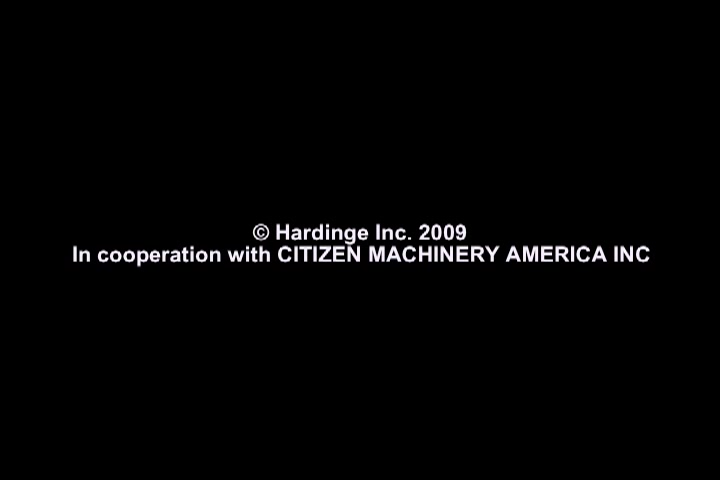 © Hardinge Inc. 2009
In cooperation with CITIZEN MACHINERY AMERICA INC